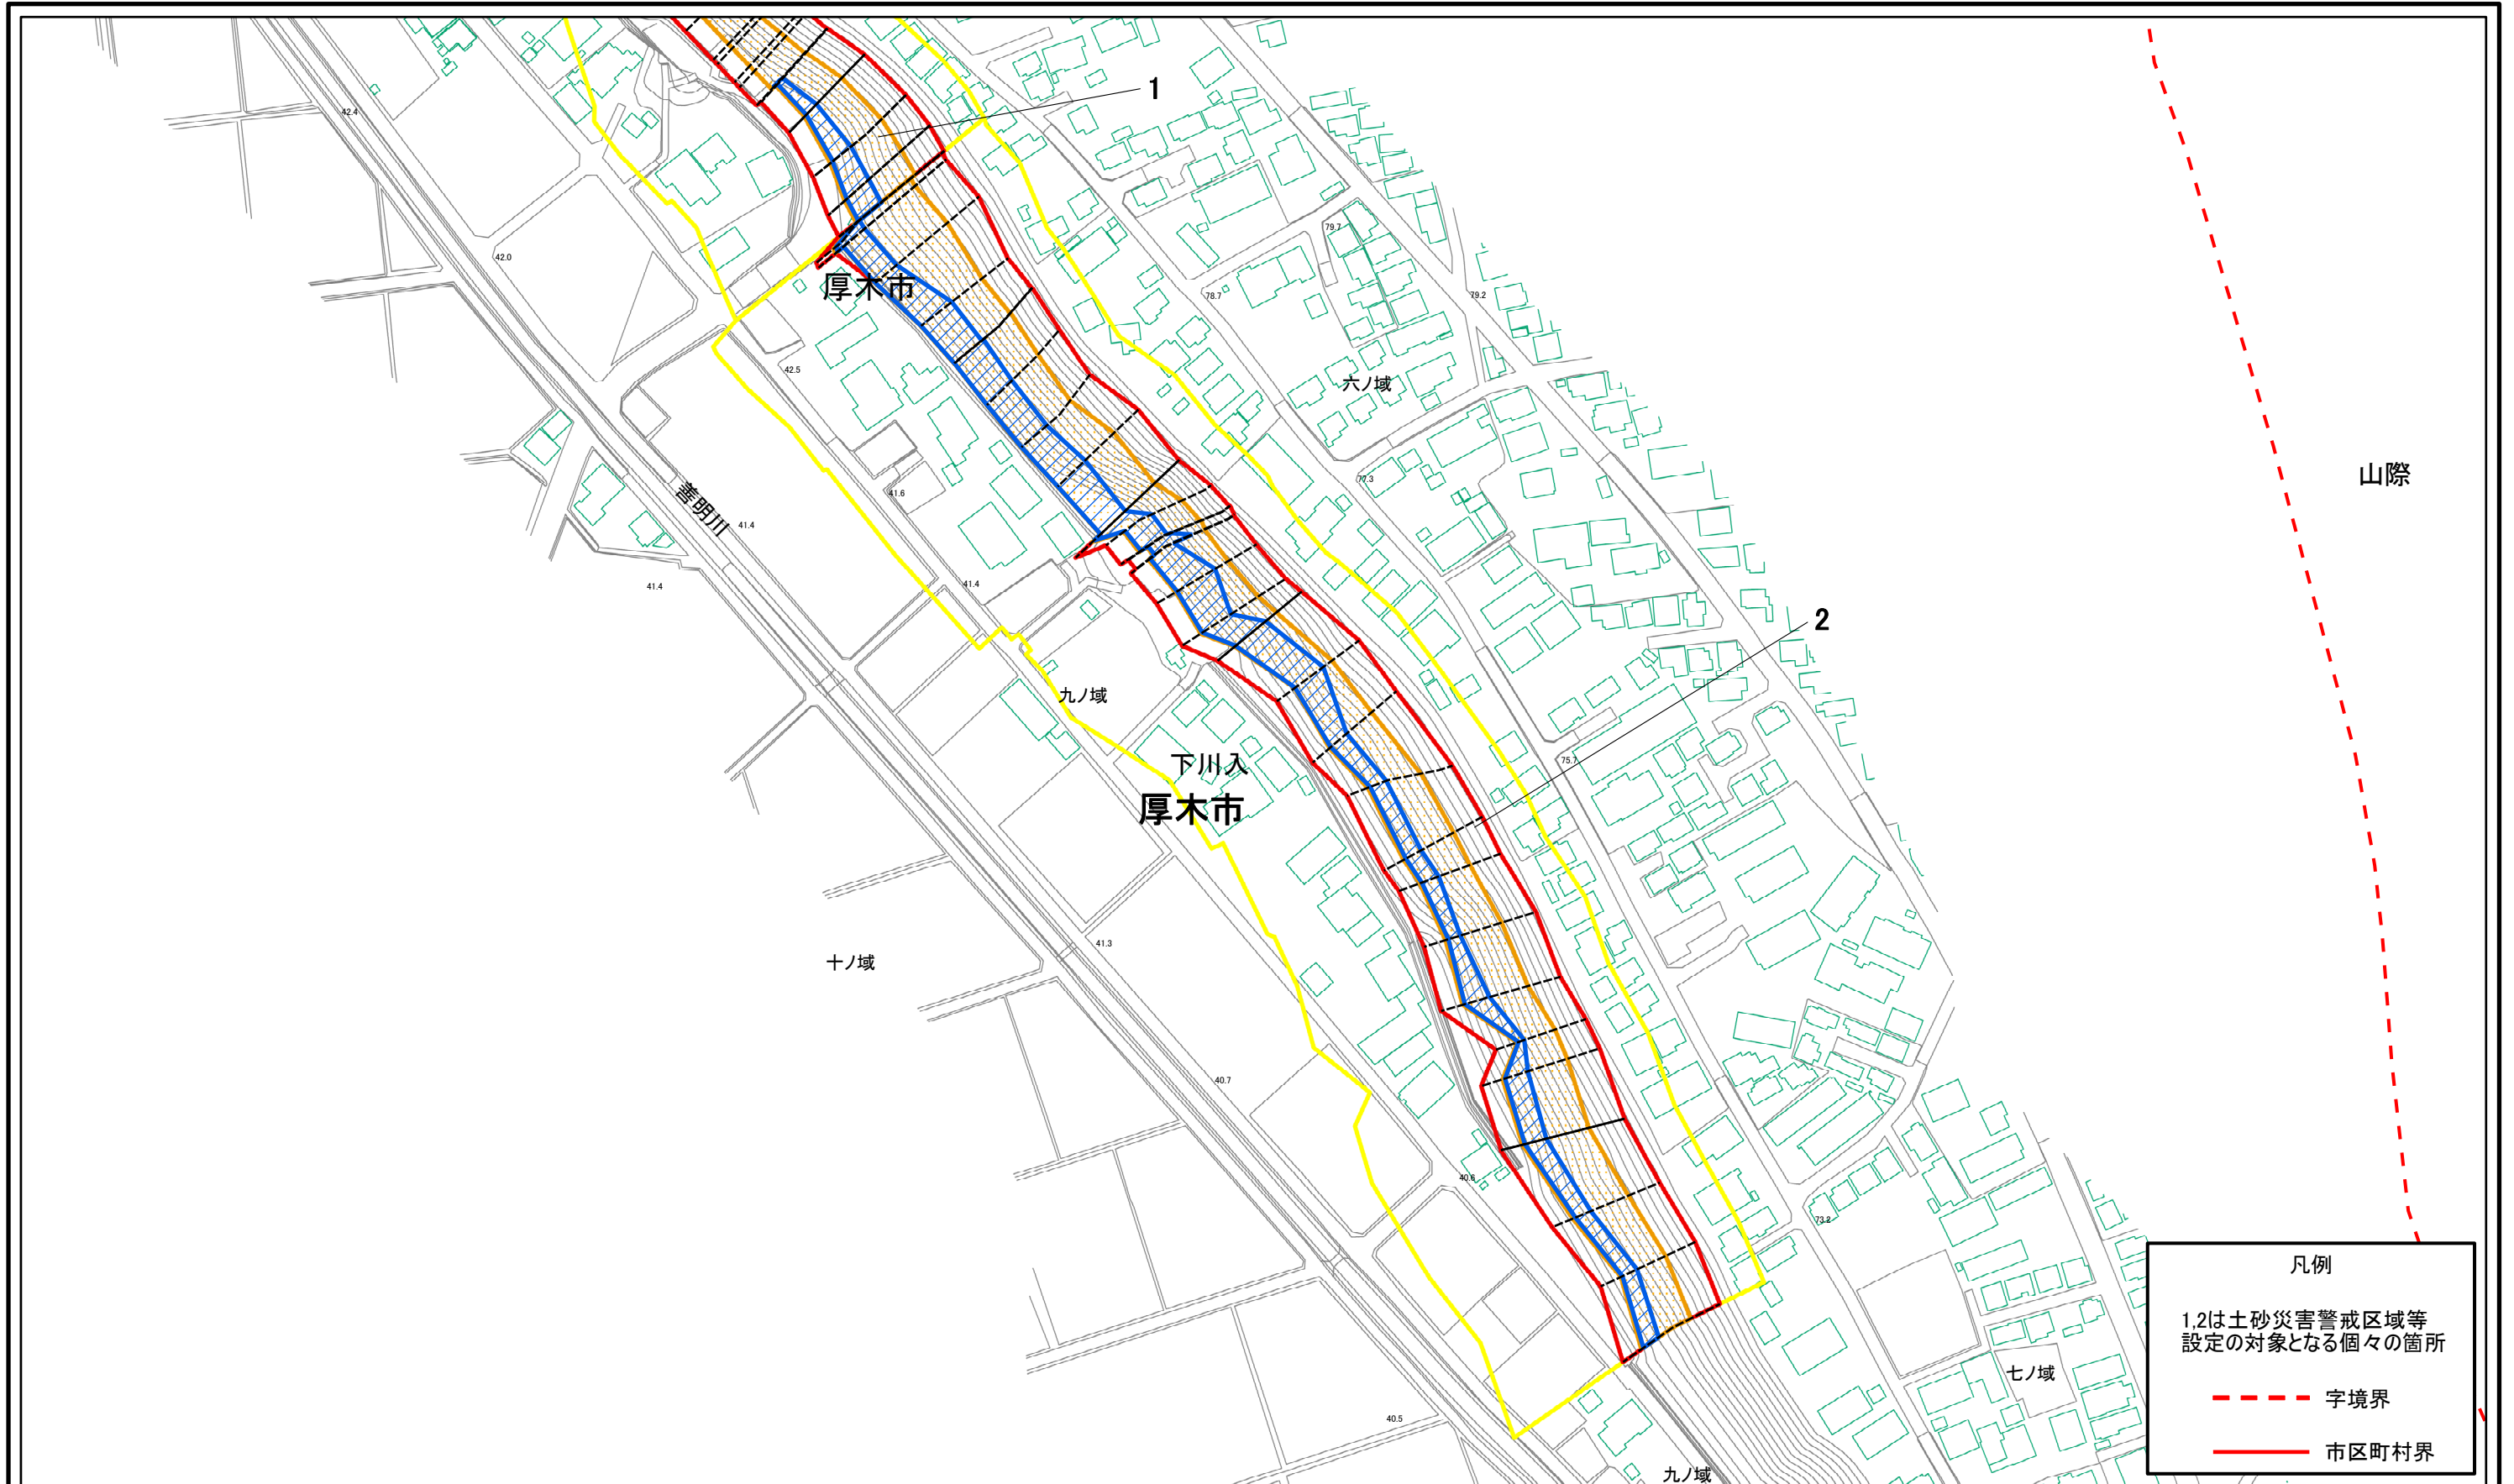 1
42.4
42.0
厚木市
79.7
78.7
79.2
42.5
六ノ域
山際
77.3
41.6
善明川
41.4
41.4
41.4
2
九ノ域
下川入
厚木市
75.7
41.3
十ノ域
40.7
40.6
73.2
七ノ域
40.5
九ノ域
凡例
1,2は土砂災害警戒区域等
設定の対象となる個々の箇所
字境界
市区町村界